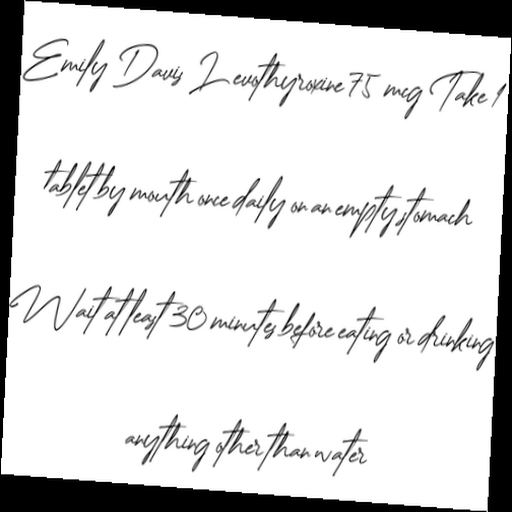 Emily Davis Levothyroxine 75 mcg Take 1
tablet by mouth once daily on an empty stomach
Wait at least 30 minutes before eating or drinking
anything other than water